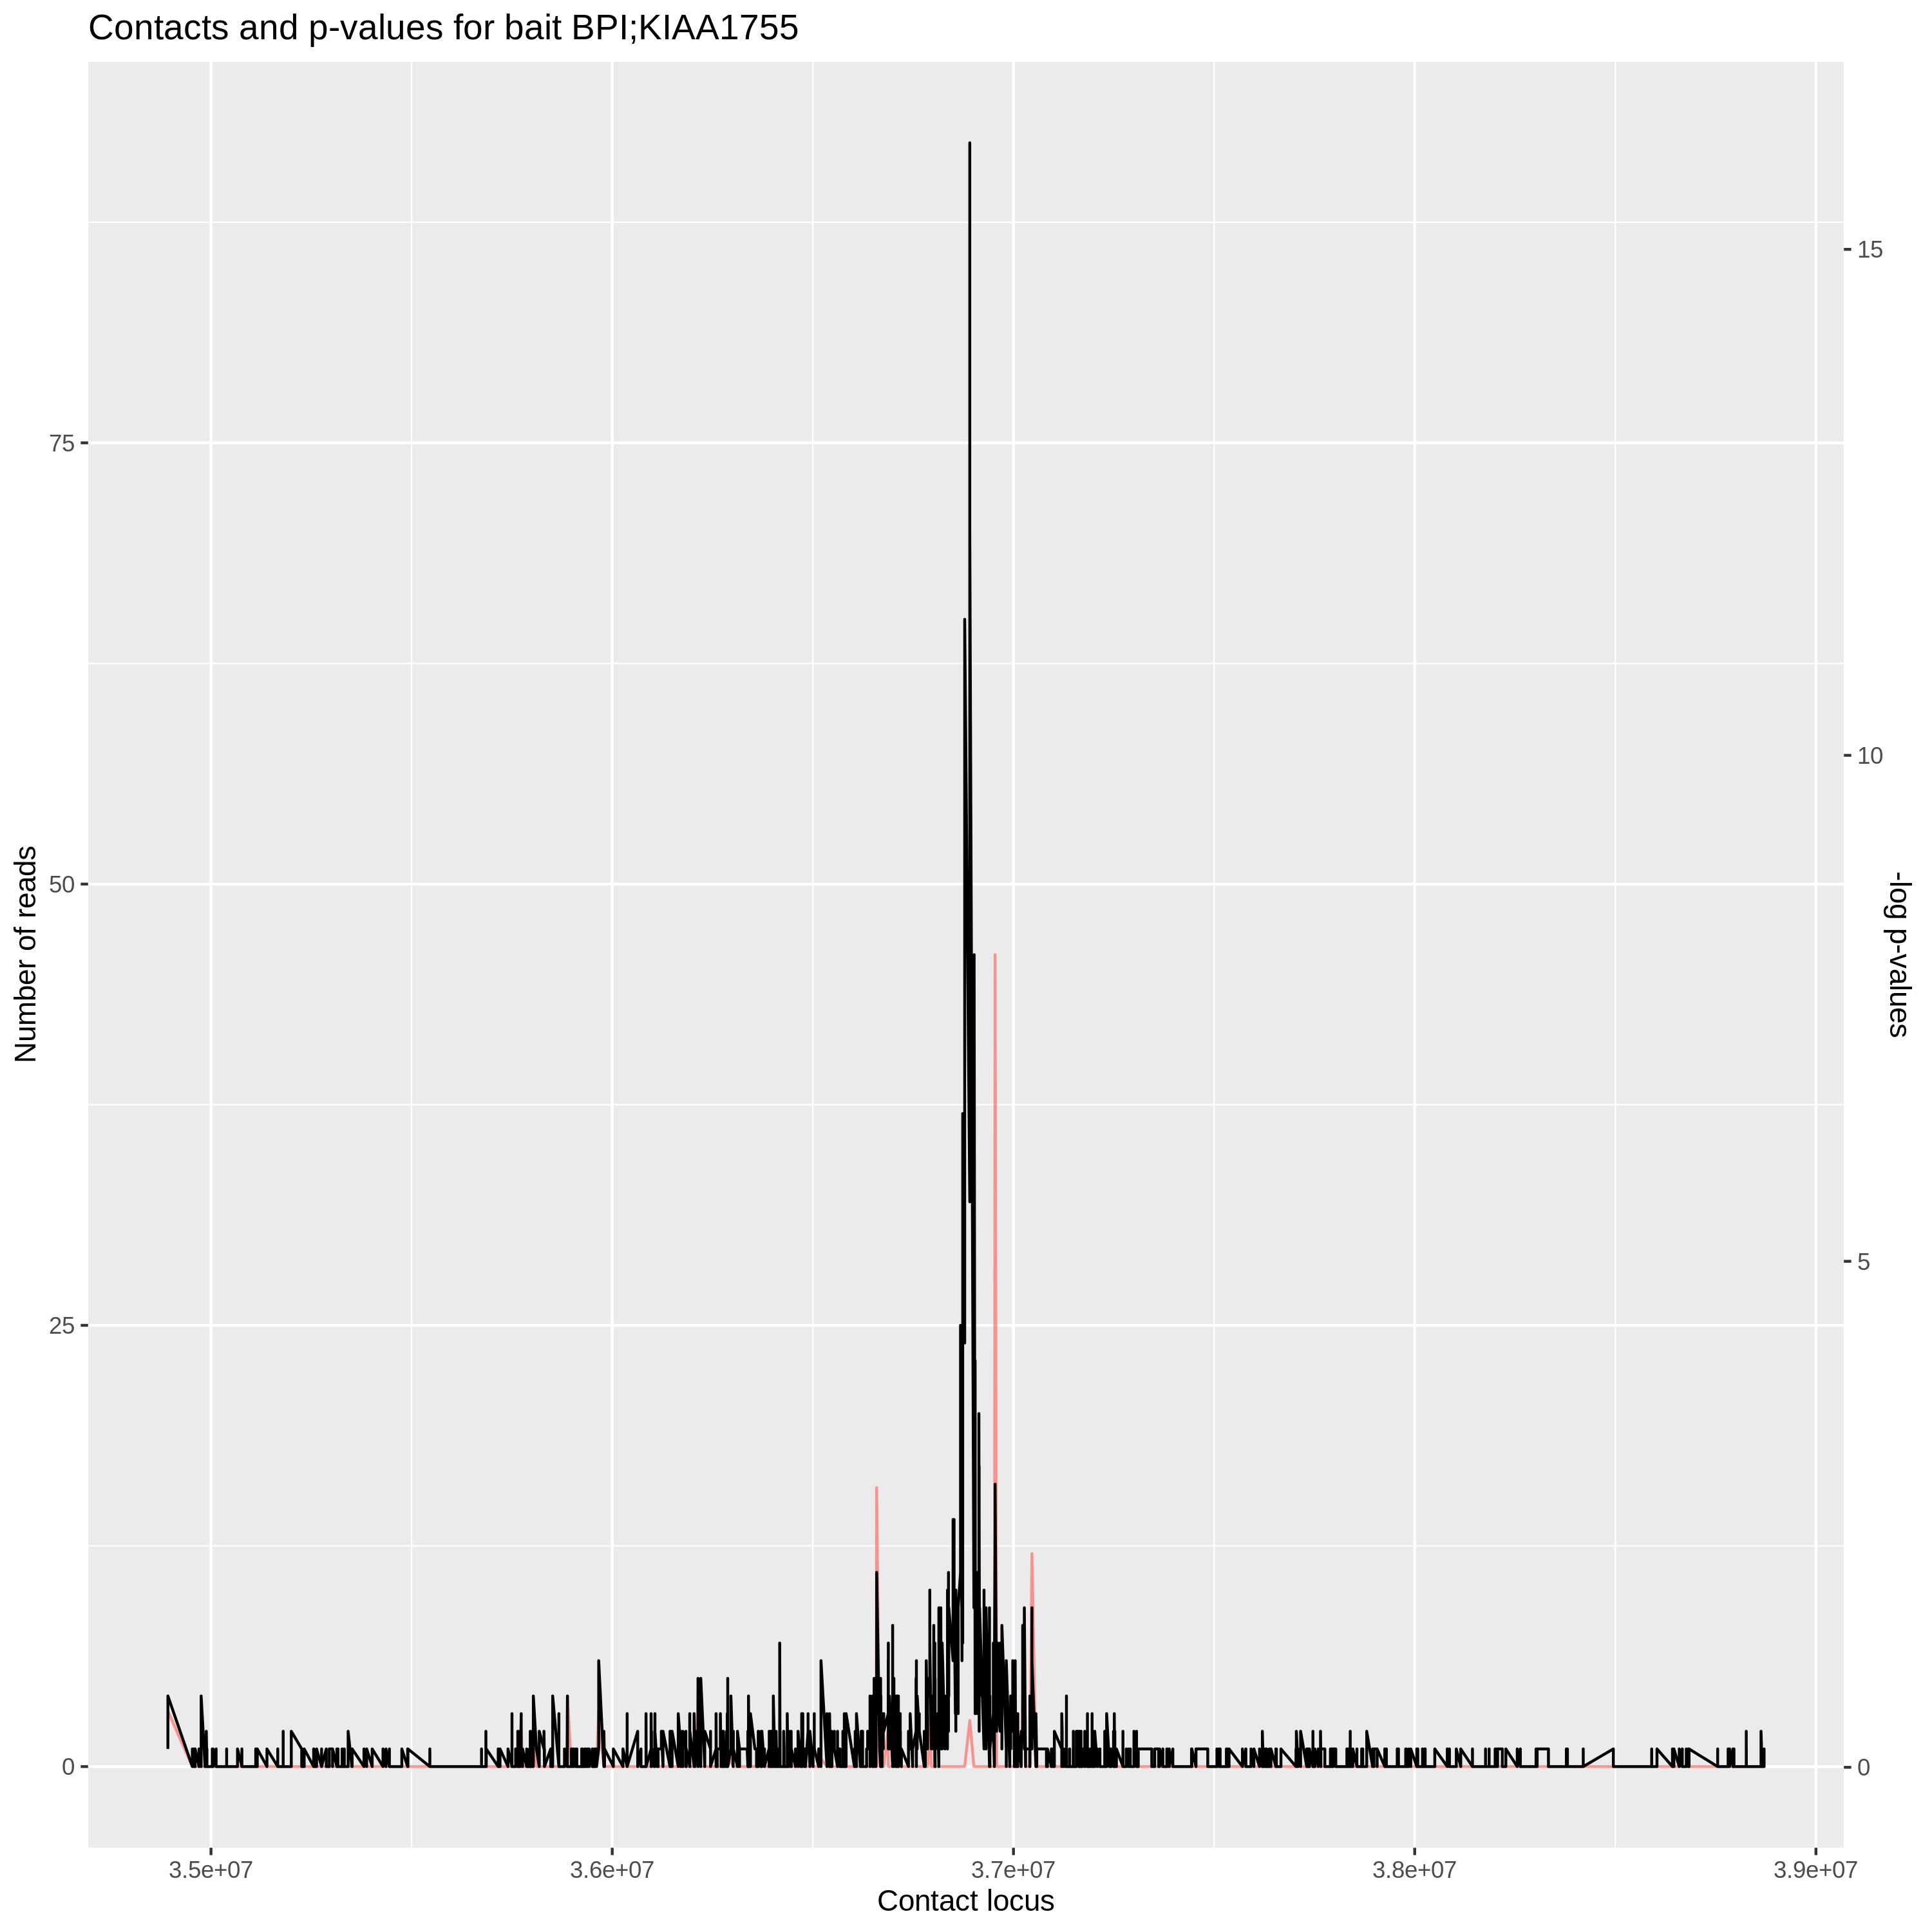 Contacts and p-values for bait BPI;KIAA1755
75
50
25
0
Number of reads
15
10
5
0
-log p-values
3.5e+07
3.6e+07
3.7e+07
3.8e+07
3.9e+07
Contact locus